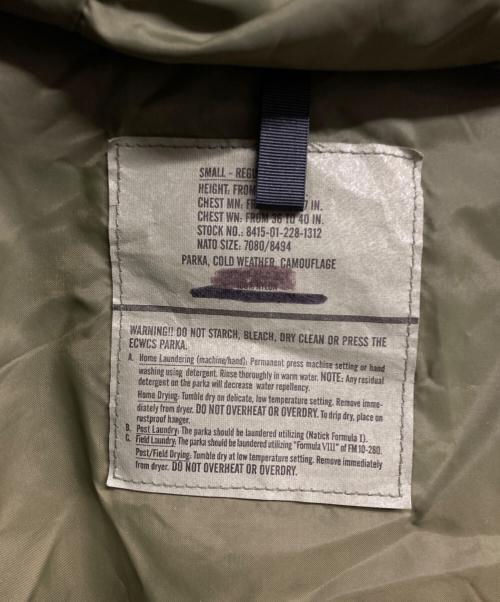 SMALL - REGU
HEIGHT: FROM
CHEST MN: FR 7 IN.
CHEST WN: FROM 36 TO 40 IN.
STOCK NO.: 8415-01-228-1312
NATO SIZE: 7080/8494
PARKA, COLD WEATHER, CAMOUFLAGE
NYLON
WARNING!! DO NOT STARCH, BLEACH, DRY CLEAN OR PRESS THE
ECWCS PARKA.
A. Home Laundering (machine/hand): Permanent press machine setting or hand
washing using detergent. Rinse thoroughly in warm water. NOTE: Any residual
detergent on the parka will decrease water repellency.
Home Drying: Tumble dry on delicate, low temperature setting. Remove imme-
diately from dryer. DO NOT OVERHEAT OR OVERDRY. To drip dry, place on
rustproof hanger.
B. Post Laundry: The parka should be laundered utilizing (Natick Formula I).
C. Field Laundry: The parka should be laundered utilizing "Formula VIII" of FM 10-280.
Post/Field Drying: Tumble dry at low temperature setting. Remove immediately
from dryer. DO NOT OVERHEAT OR OVERDRY.